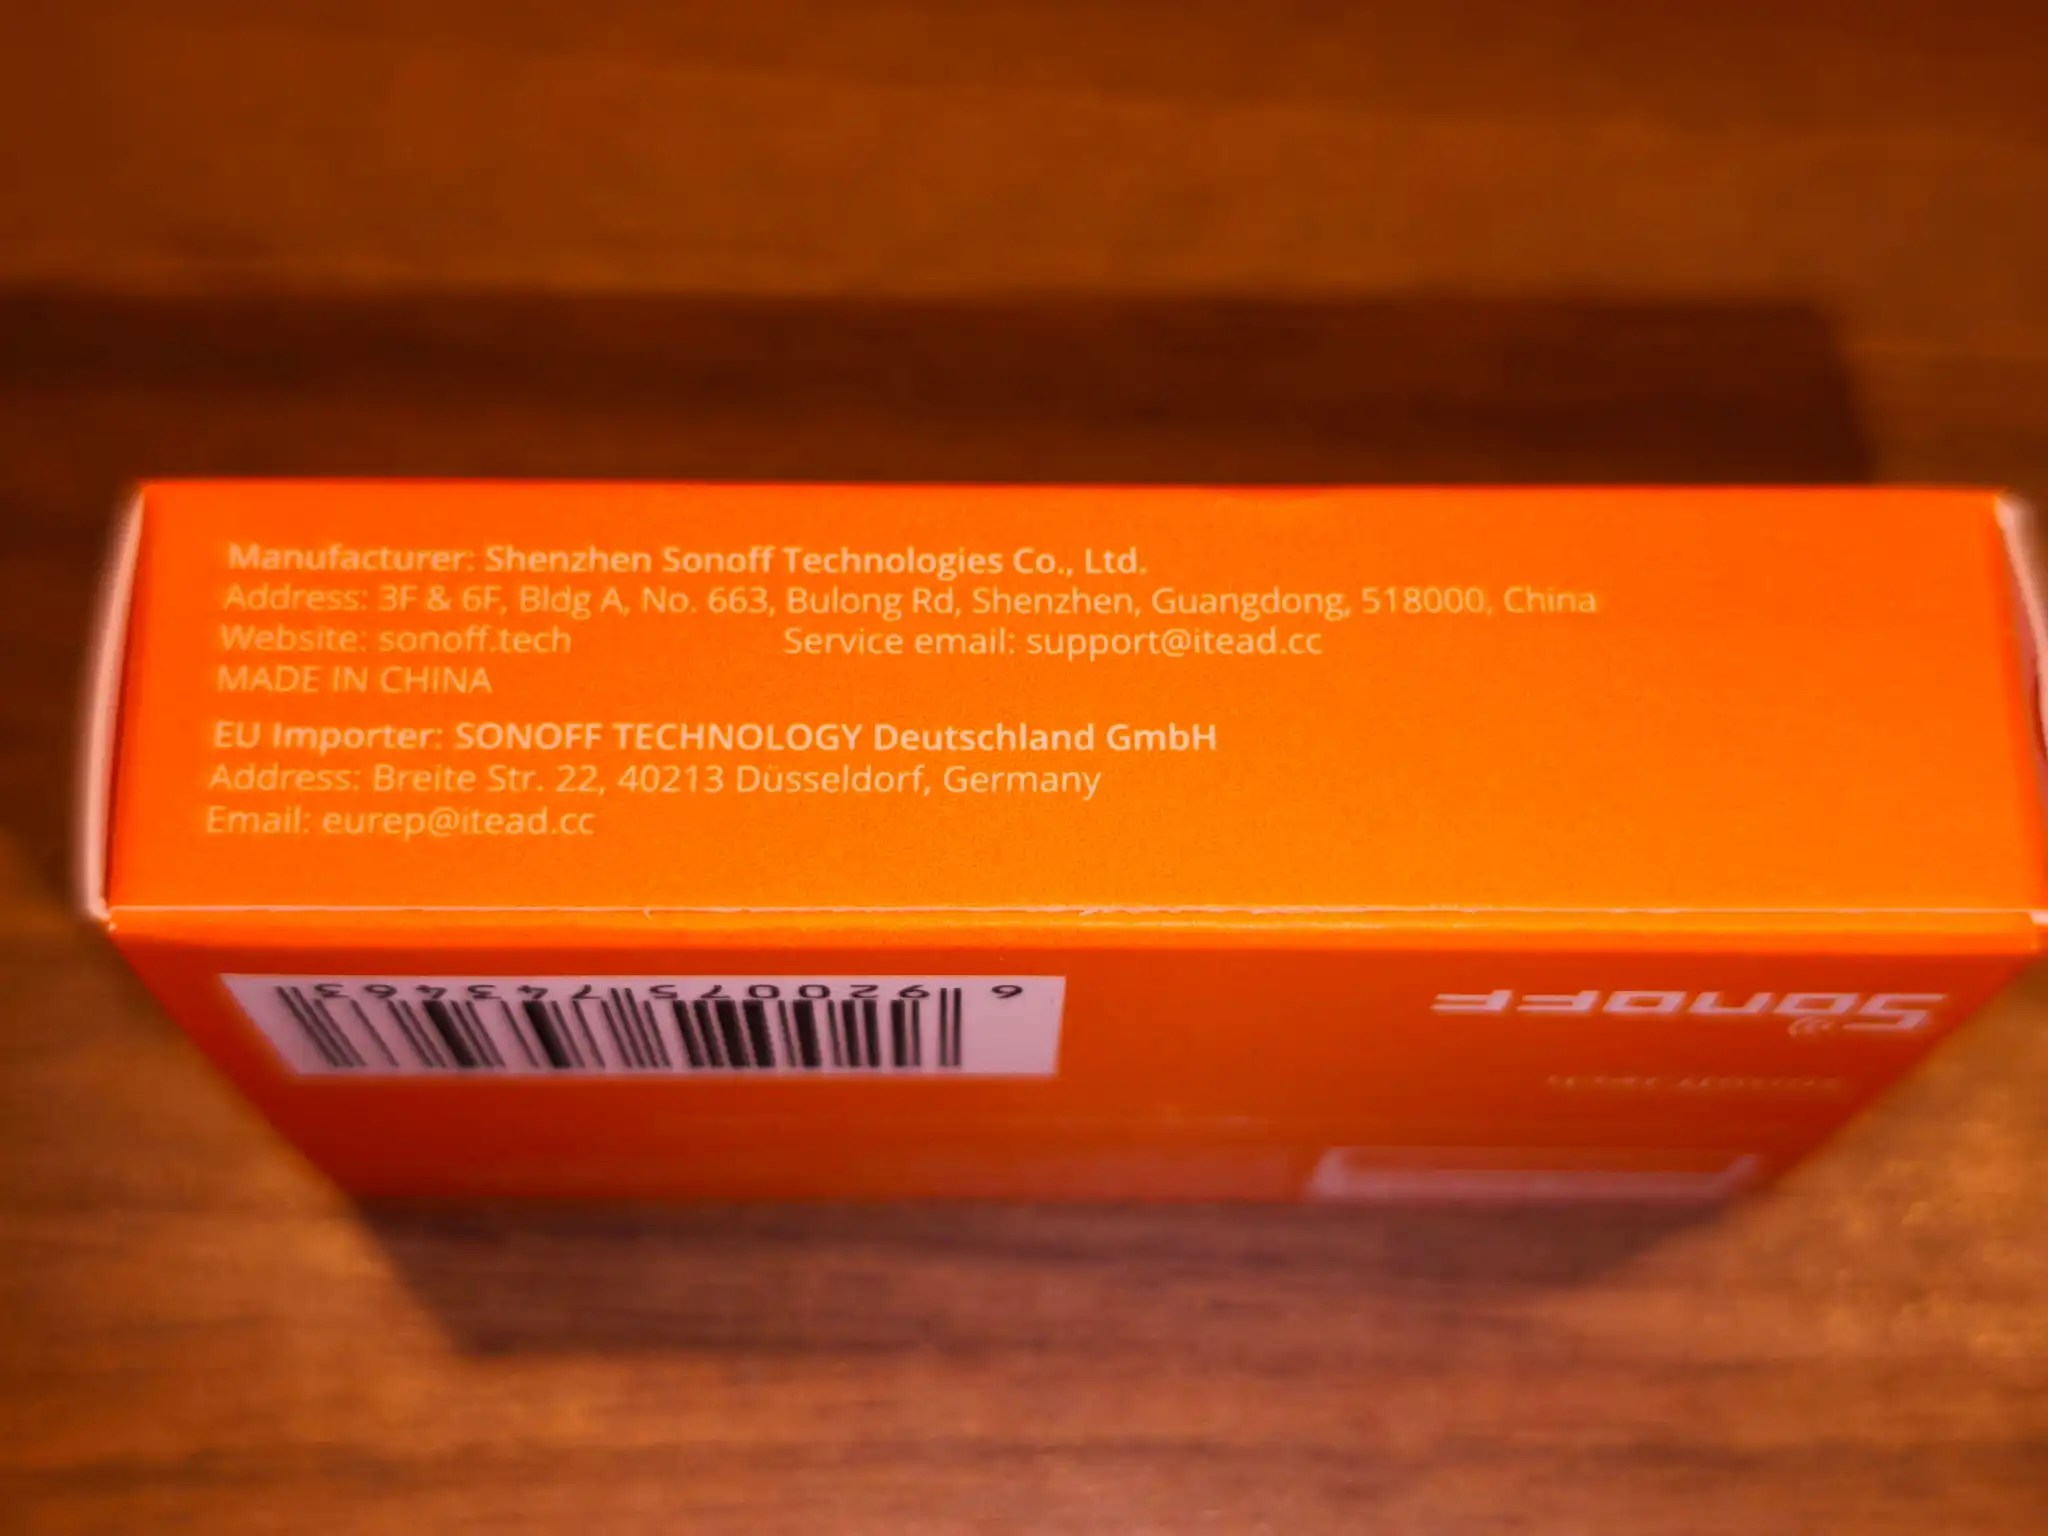 Manufacturer: Shenzhen Sonoff Technologies Co., Ltd.
Address: 3F & 6F, Bldg A, No. 663, Bulong Rd, Shenzhen, Guangdong, 518000, China
Website: sonoff.tech Service email: support@itead.cc
MADE IN CHINA
EU Importer: SONOFF TECHNOLOGY Deutschland GmbH
Address: Breite Str. 22, 40213 Düsseldorf, Germany
Email: eurep@itead.cc
6 920075 743463
SONOFF
sonoff.tech